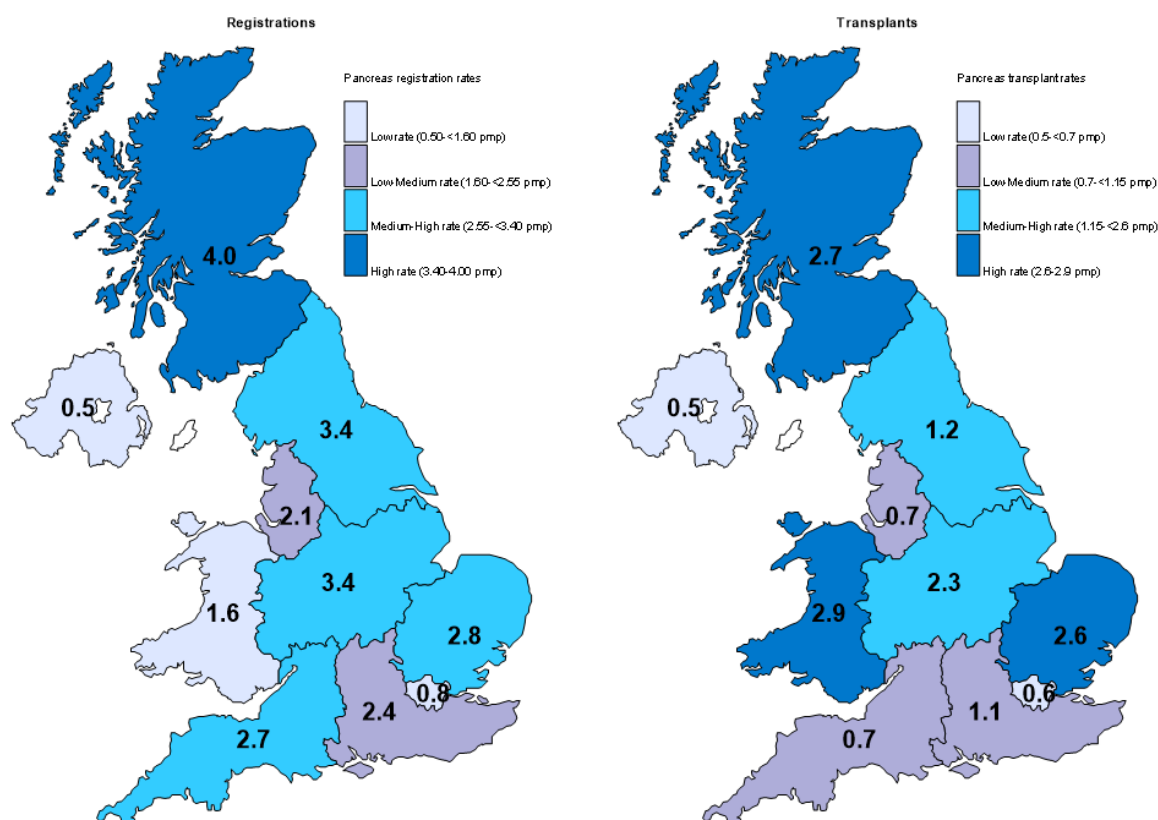 Registrations
Pancreas registration rates
Low rate (0.50-<1.60 pmp)
Low Medium rate (1.60-<2.55 pmp)
Medium-High rate (2.55-<3.40 pmp)
High rate (3.40-4.00 pmp)
4.0
0.5
3.4
2.1
3.4
1.6
2.8
0.8
2.4
2.7
Transplants
Pancreas transplant rates
Low rate (0.5-<0.7 pmp)
Low Medium rate (0.7-<1.15 pmp)
Medium-High rate (1.15-<2.6 pmp)
High rate (2.6-2.9 pmp)
2.7
0.5
1.2
0.7
2.3
2.9
2.6
0.6
1.1
0.7